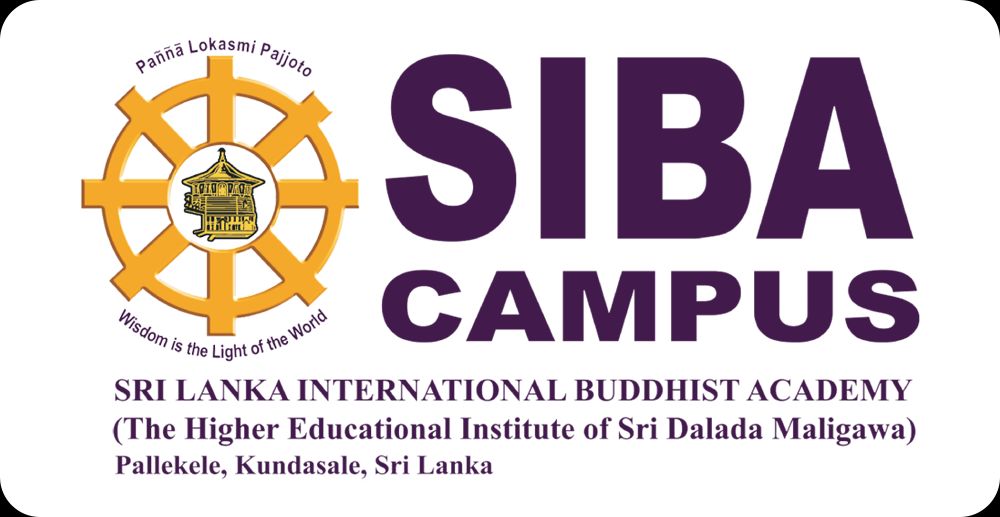 Paññā Lokasmi Pajjoto
SIBA
CAMPUS
Wisdom is the Light of the World
SRI LANKA INTERNATIONAL BUDDHIST ACADEMY
(The Higher Educational Institute of Sri Dalada Maligawa)
Pallekele, Kundasale, Sri Lanka